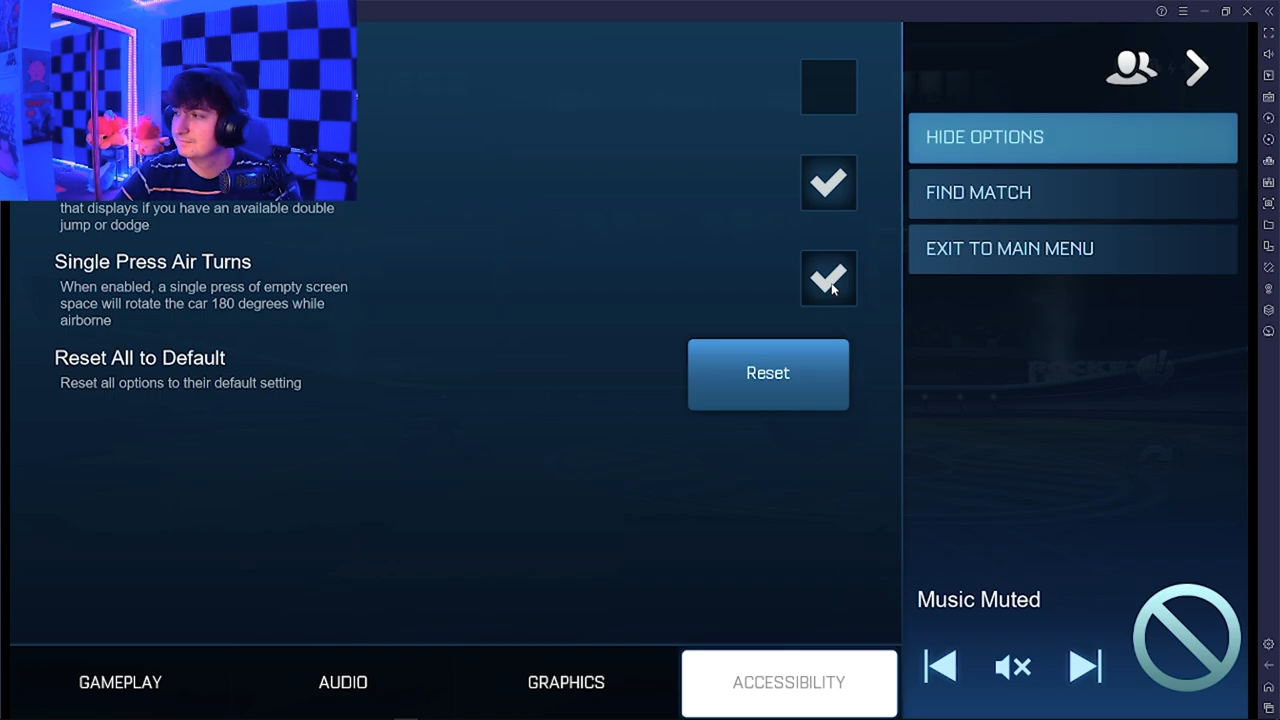 HIDE OPTIONS
FIND MATCH
EXIT TO MAIN MENU
that displays if you have an available double
jump or dodge
Single Press Air Turns
When enabled, a single press of empty screen
space will rotate the car 180 degrees while
airborne
Reset All to Default
Reset all options to their default setting
Reset
Music Muted
GAMEPLAY
AUDIO
GRAPHICS
ACCESSIBILITY